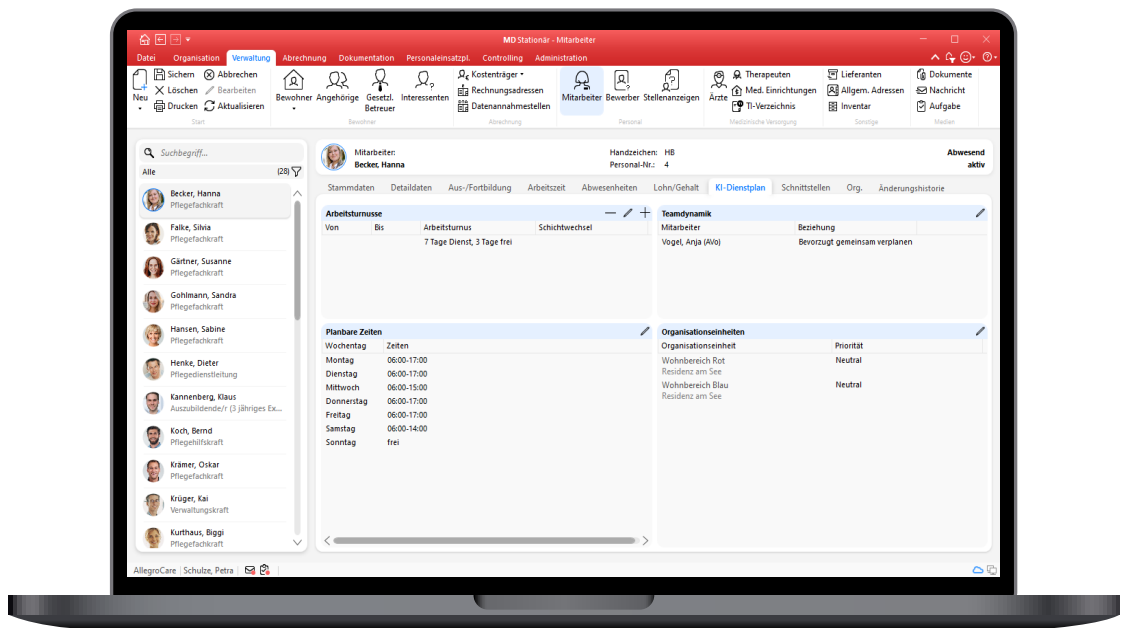 MD Stationär - Mitarbeiter
Datei Organisation Verwaltung Abrechnung Dokumentation Personaleinsatzpl. Controlling Administration
Neu
Sichern Abbrechen
Löschen Bearbeiten
Drucken Aktualisieren
Start
Bewohner Angehörige Gesetzl. Betreuer Interessenten
Bewohner
Kostenträger
Rechnungsadressen
Datenannahmestellen
Abrechnung
Mitarbeiter Bewerber Stellenanzeigen
Personal
Ärzte
Therapeuten
Med. Einrichtungen
TI-Verzeichnis
Medizinische Versorgung
Lieferanten
Allgem. Adressen
Inventar
Sonstige
Dokumente
Nachricht
Aufgabe
Medien
Suchbegriff...
Alle (28)
Becker, Hanna
Pflegefachkraft
Falke, Silvia
Pflegefachkraft
Gärtner, Susanne
Pflegefachkraft
Gohlmann, Sandra
Pflegefachkraft
Hansen, Sabine
Pflegefachkraft
Henke, Dieter
Pflegedienstleitung
Kannenberg, Klaus
Auszubildende/r (3 jähriges Ex...
Koch, Bernd
Pflegehilfskraft
Krämer, Oskar
Pflegefachkraft
Krüger, Kai
Verwaltungskraft
Kurthaus, Biggi
Pflegefachkraft
Mitarbeiter: Handzeichen: HB Abwesend
Becker, Hanna Personal-Nr.: 4 aktiv
Stammdaten Detaildaten Aus-/Fortbildung Arbeitszeit Abwesenheiten Lohn/Gehalt KI-Dienstplan Schnittstellen Org. Änderungshistorie
Arbeitsturnusse
Von Bis Arbeitsturnus Schichtwechsel
7 Tage Dienst, 3 Tage frei
Teamdynamik
Mitarbeiter Beziehung
Vogel, Anja (AVo) Bevorzugt gemeinsam verplanen
Planbare Zeiten
Wochentag Zeiten
Montag 06:00-17:00
Dienstag 06:00-17:00
Mittwoch 06:00-15:00
Donnerstag 06:00-17:00
Freitag 06:00-17:00
Samstag 06:00-14:00
Sonntag frei
Organisationseinheiten
Organisationseinheit Priorität
Wohnbereich Rot Neutral
Residenz am See
Wohnbereich Blau Neutral
Residenz am See
AllegroCare Schulze, Petra